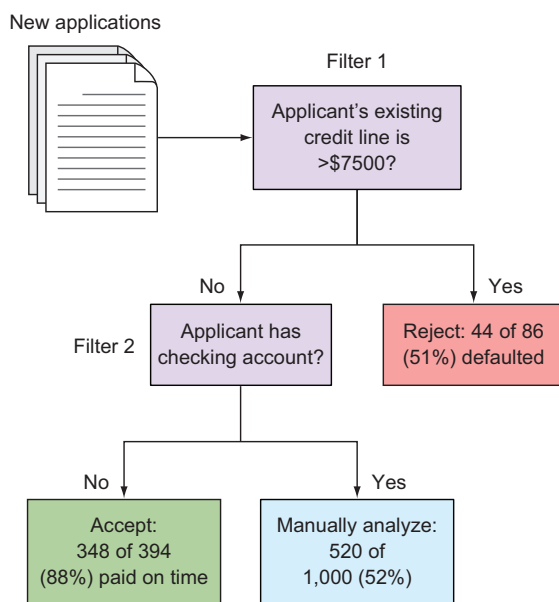 New applications
Filter 1
Applicant's existing
credit line is
>$7500?
No
Yes
Filter 2
Applicant has
checking account?
Reject: 44 of 86
(51%) defaulted
No
Yes
Accept:
348 of 394
(88%) paid on time
Manually analyze:
520 of
1,000 (52%)